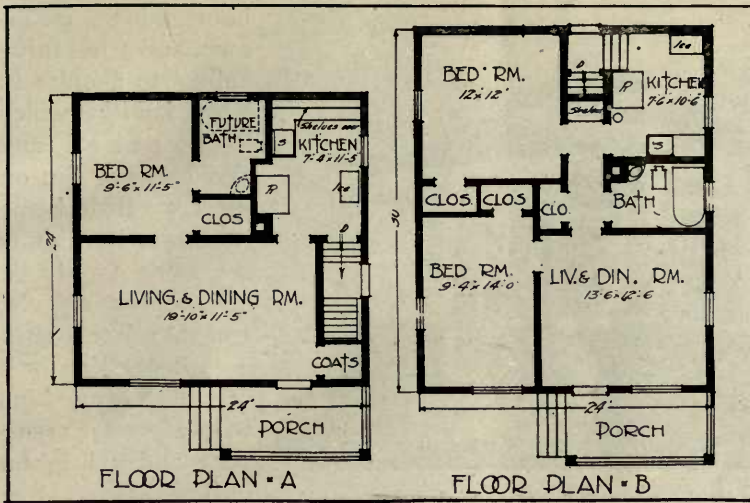 FUTURE
BATH
Shelves over
S
KITCHEN
7-4 x 11-5
BED RM.
9-6" x 11-5"
R
Ice
CLOS
D
24'
LIVING & DINING RM.
19-10" x 11-5"
COATS
24'
PORCH
FLOOR PLAN = A
BED RM.
12' x 12'
D
Ice
R
KITCHEN
7-6 x 10-6"
Shelves
S
30'
CLOS.
CLOS
CLO.
BATH
BED RM.
9-4" x 14-0"
LIV. & DIN. RM.
13-6 x 12-6
24'
PORCH
FLOOR PLAN = B